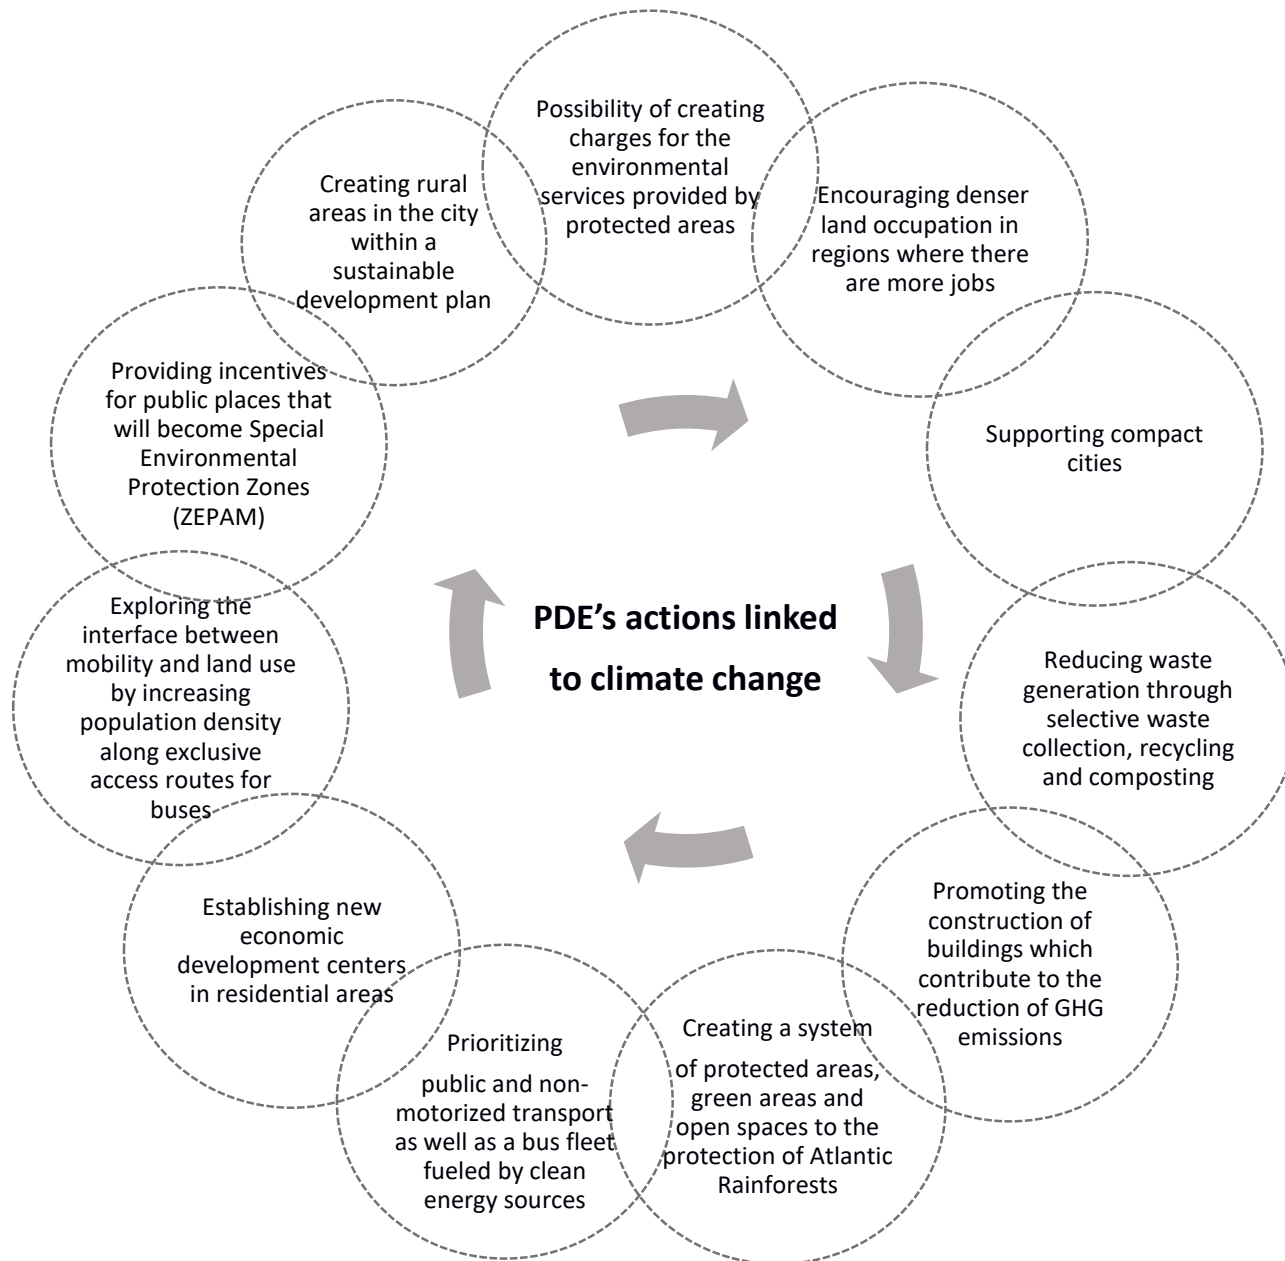 Possibility of creating
charges for the
environmental
services provided by
protected areas
Encouraging denser
land occupation in
regions where there
are more jobs
Supporting compact
cities
Reducing waste
generation through
selective waste
collection, recycling
and composting
Promoting the
construction of
buildings which
contribute to the
reduction of GHG
emissions
Creating a system
of protected areas,
green areas and
open spaces to the
protection of Atlantic
Rainforests
Prioritizing
public and non-
motorized transport
as well as a bus fleet
fueled by clean
energy sources
Establishing new
economic
development centers
in residential areas
Exploring the
interface between
mobility and land use
by increasing
population density
along exclusive
access routes for
buses
Providing incentives
for public places that
will become Special
Environmental
Protection Zones
(ZEPAM)
Creating rural
areas in the city
within a
sustainable
development plan
PDE’s actions linked
to climate change